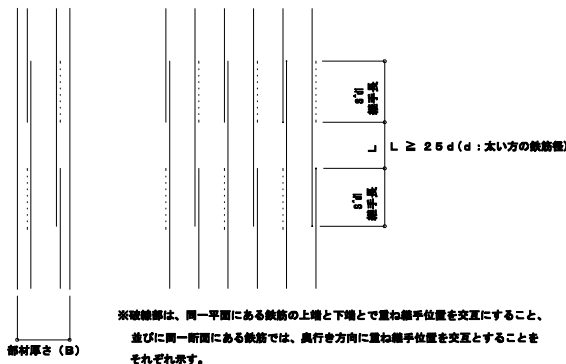 継手長
L
L ≧ 25d(d:太い方の鉄筋径)
継手長
部材厚さ(B)
※破線部は、同一平面にある鉄筋の上端と下端とで重ね継手位置を交互にすること、
並びに同一断面にある鉄筋では、奥行き方向に重ね継手位置を交互とすることを
それぞれ示す。